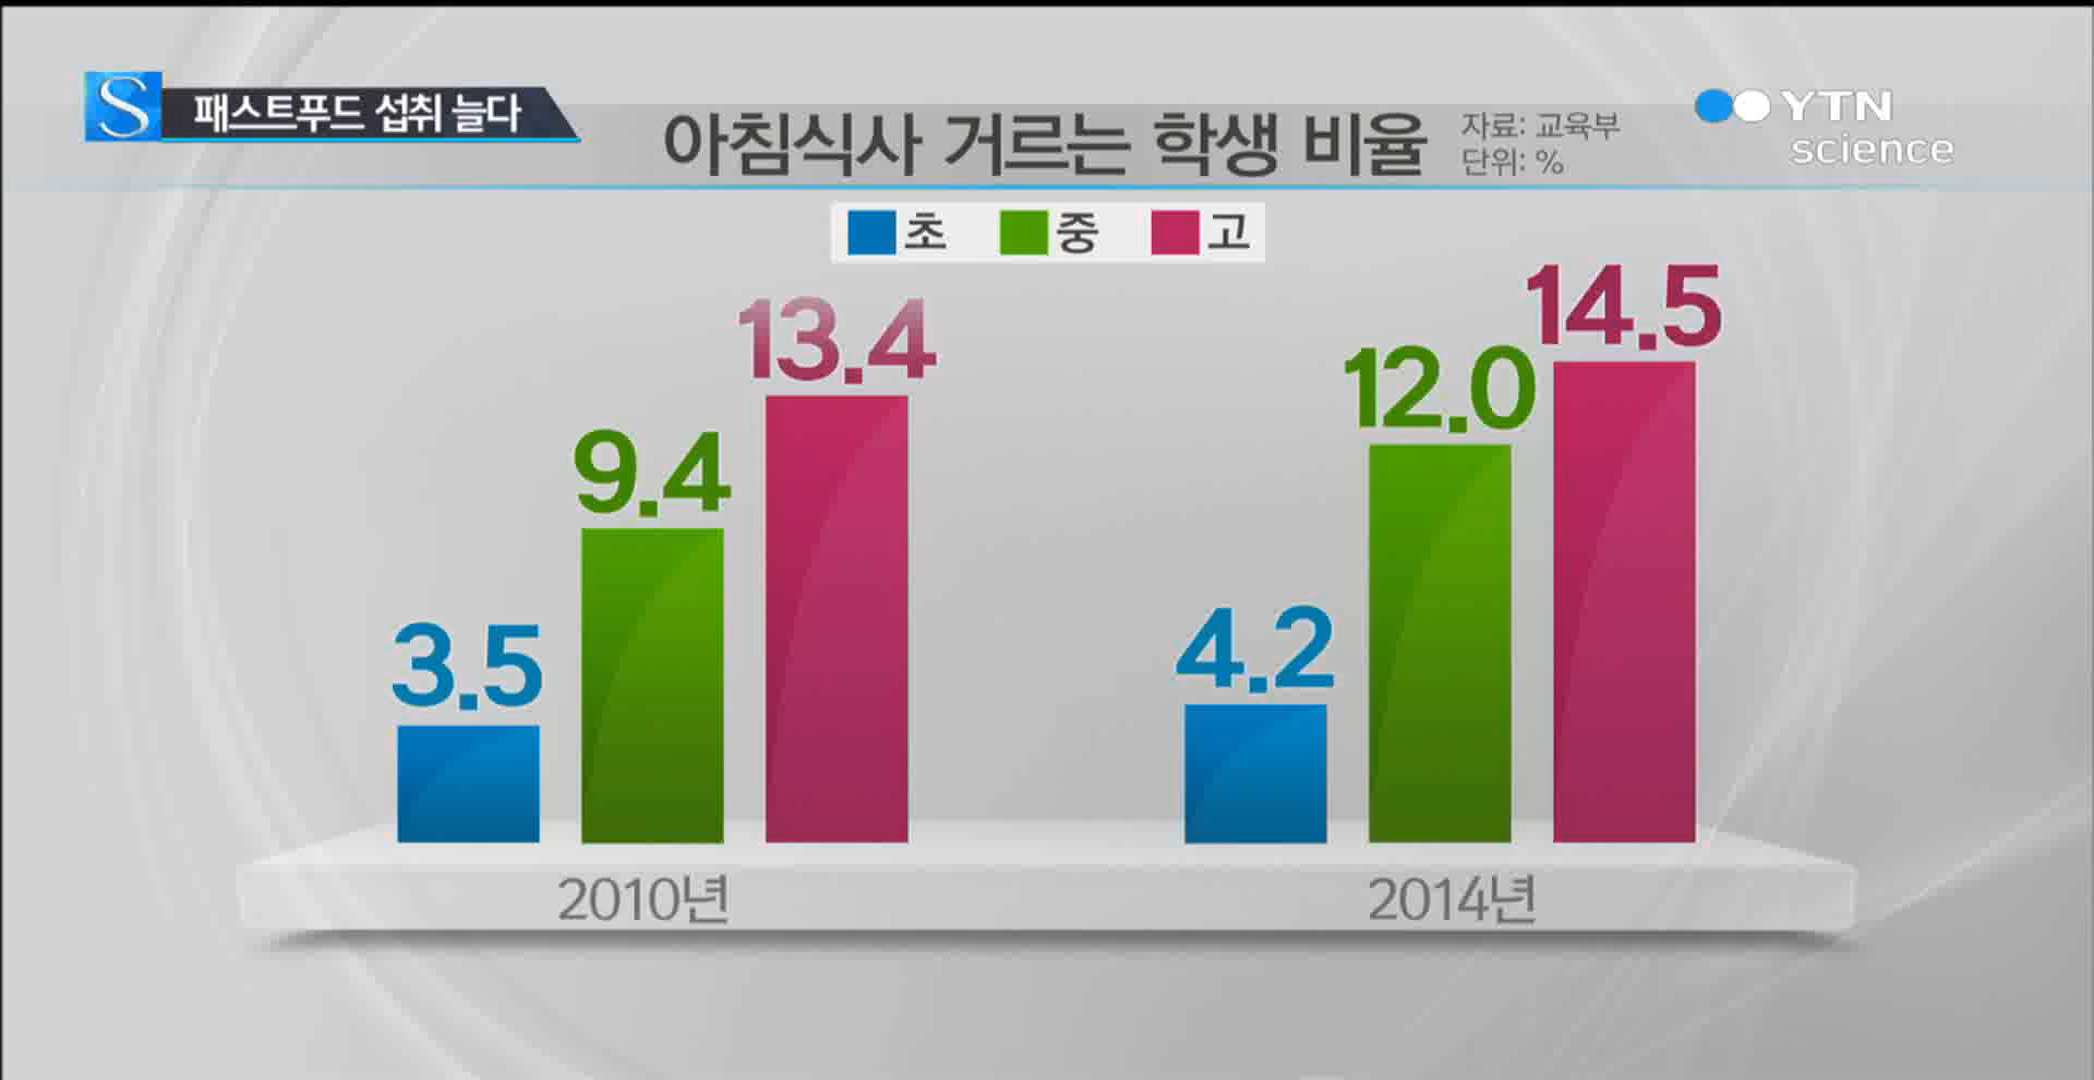 S 패스트푸드 섭취 늘다
아침식사 거르는 학생 비율
자료: 교육부
단위: %
YTN
science
초 중 고
3.5 9.4 13.4 4.2 12.0 14.5
2010년 2014년